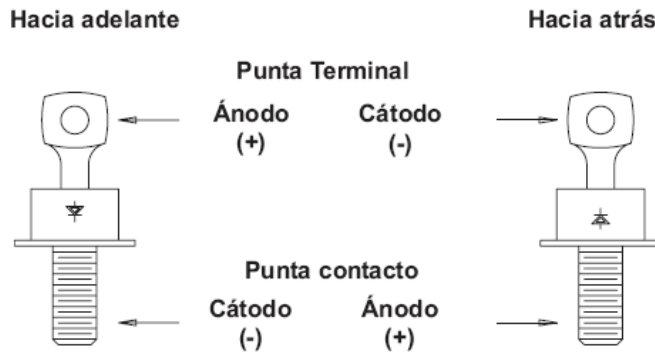 Hacia adelante
Hacia atrás
Punta Terminal
Ánodo Cátodo
(+) (-)
Punta contacto
Cátodo Ánodo
(-) (+)